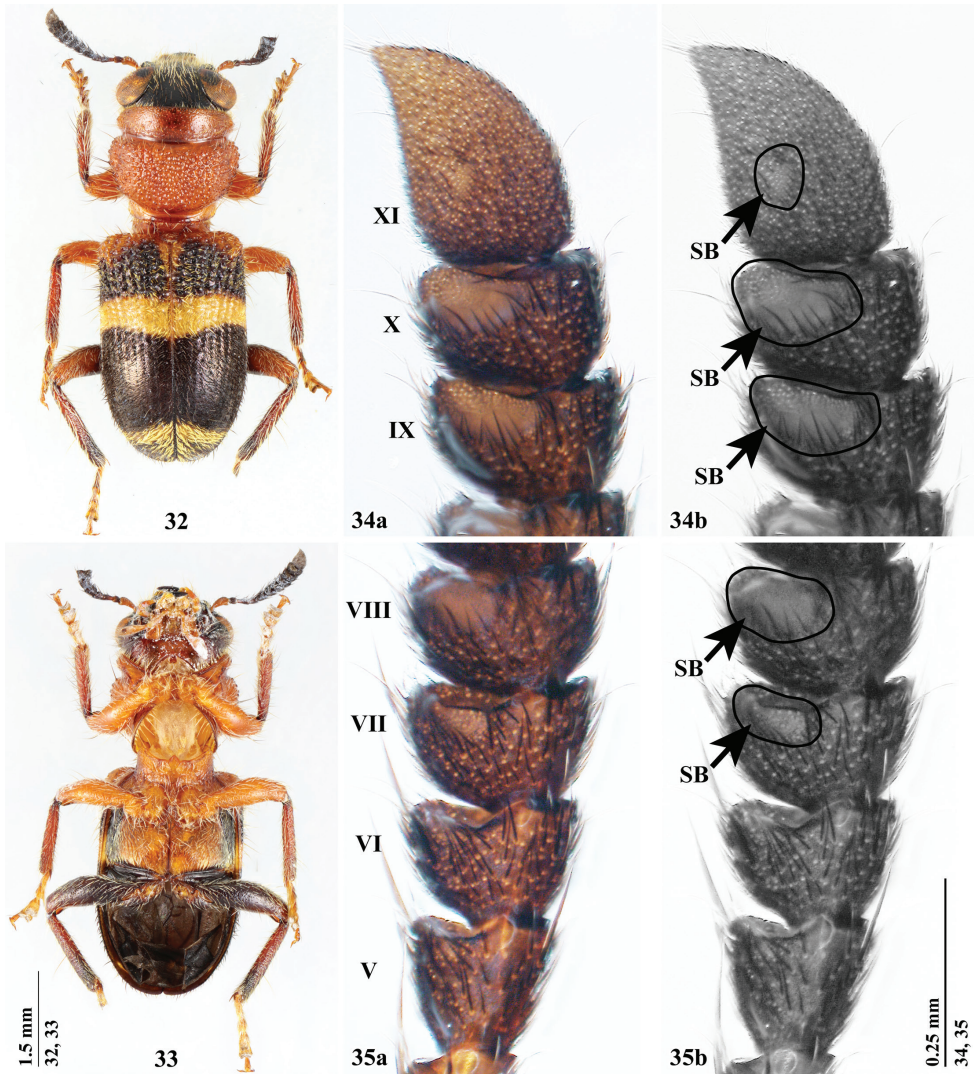 32
XI
X
IX
34a
SB
SB
SB
34b
1.5 mm
32, 33
33
VIII
VII
VI
V
35a
SB
SB
35b
0.25 mm
34, 35